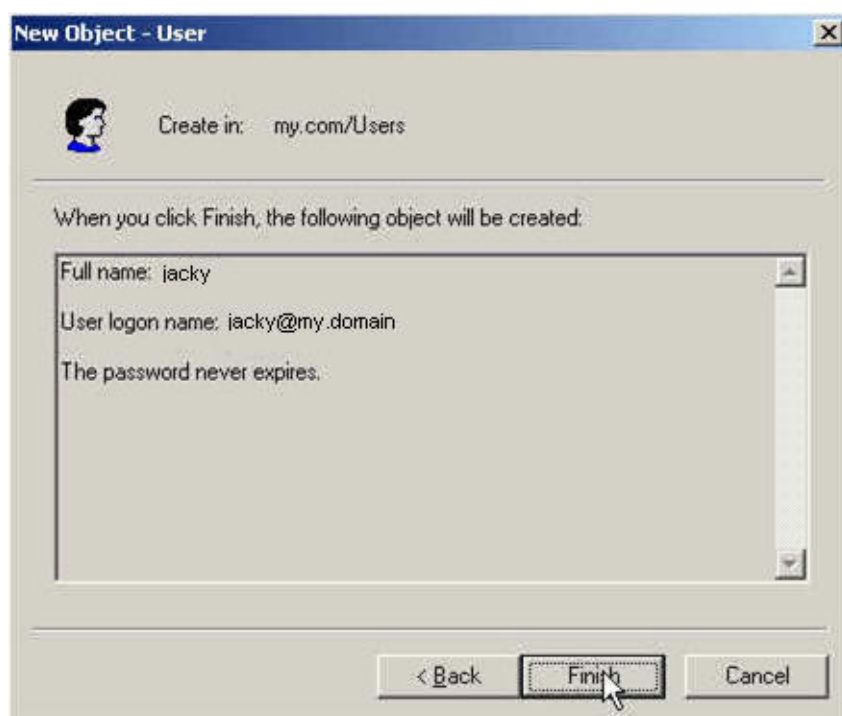 New Object - User
Create in: my.com/Users
When you click Finish, the following object will be created:
Full name: jacky
User logon name: jacky@my.domain
The password never expires.
< Back Finish Cancel